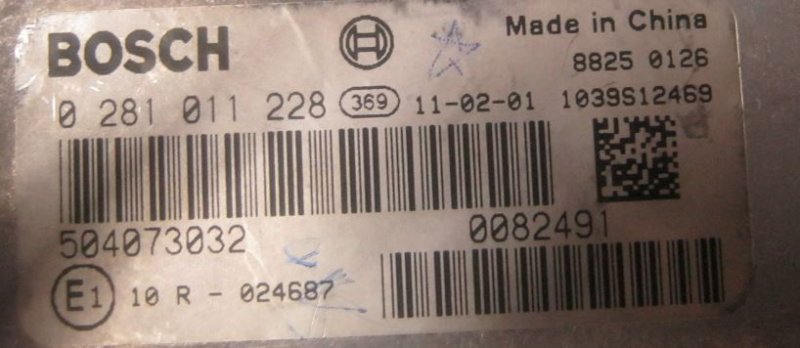 BOSCH
Made in China
8825 0126
0 281 011 228 369 11-02-01 1039S12469
504073032 0082491
E1 10 R - 024687